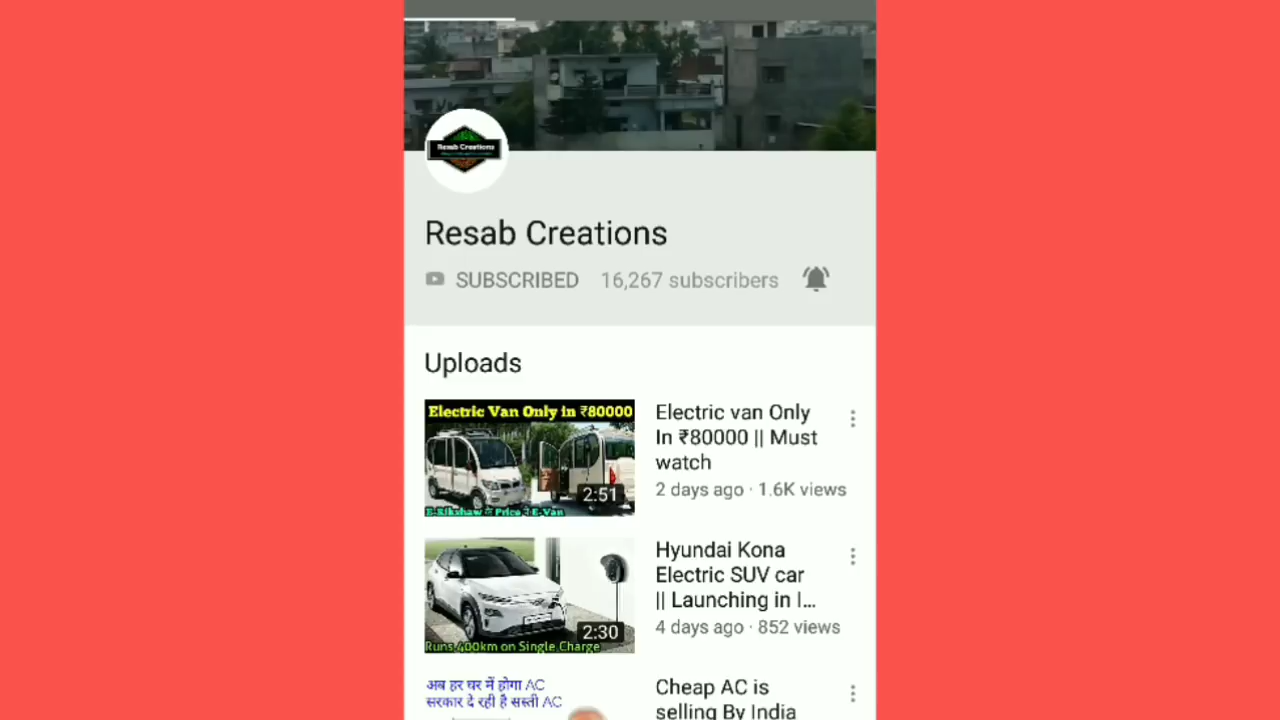 Resab Creations
Resab Creations
SUBSCRIBED 16,267 subscribers
Uploads
Electric Van Only in ₹80000
2:51
E-Rikshaw की Price में E-Van
Electric van Only
In ₹80000 || Must
watch
2 days ago · 1.6K views
2:30
Runs 400km on Single Charge
Hyundai Kona
Electric SUV car
|| Launching in I...
4 days ago · 852 views
अब हर घर में होगा AC
सरकार दे रही है सस्ती AC
Cheap AC is
selling By India